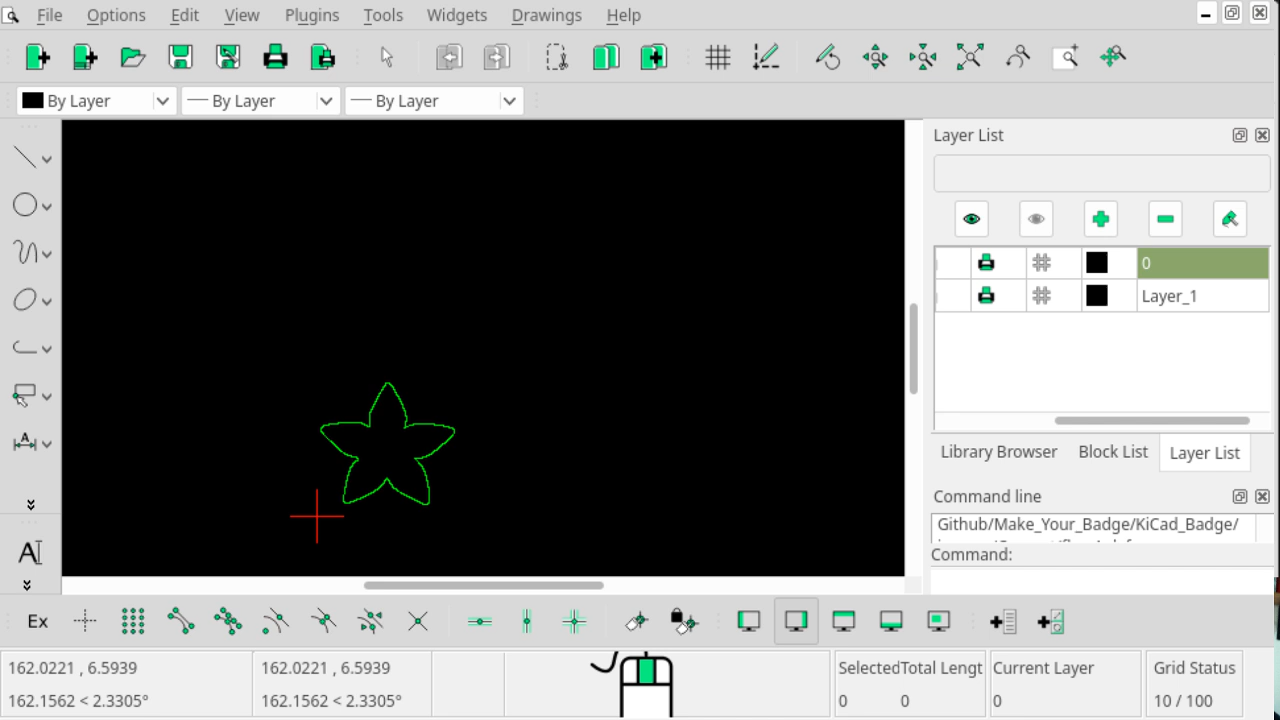 File Options Edit View Plugins Tools Widgets Drawings Help
By Layer By Layer By Layer
Layer List
0
Layer_1
Library Browser Block List Layer List
Command line
Github/Make_Your_Badge/KiCad_Badge/
Command:
A
Ex
162.0221 , 6.5939 162.0221 , 6.5939 SelectedTotal Lengt Current Layer Grid Status
162.1562 < 2.3305° 162.1562 < 2.3305° 0 0 0 10 / 100